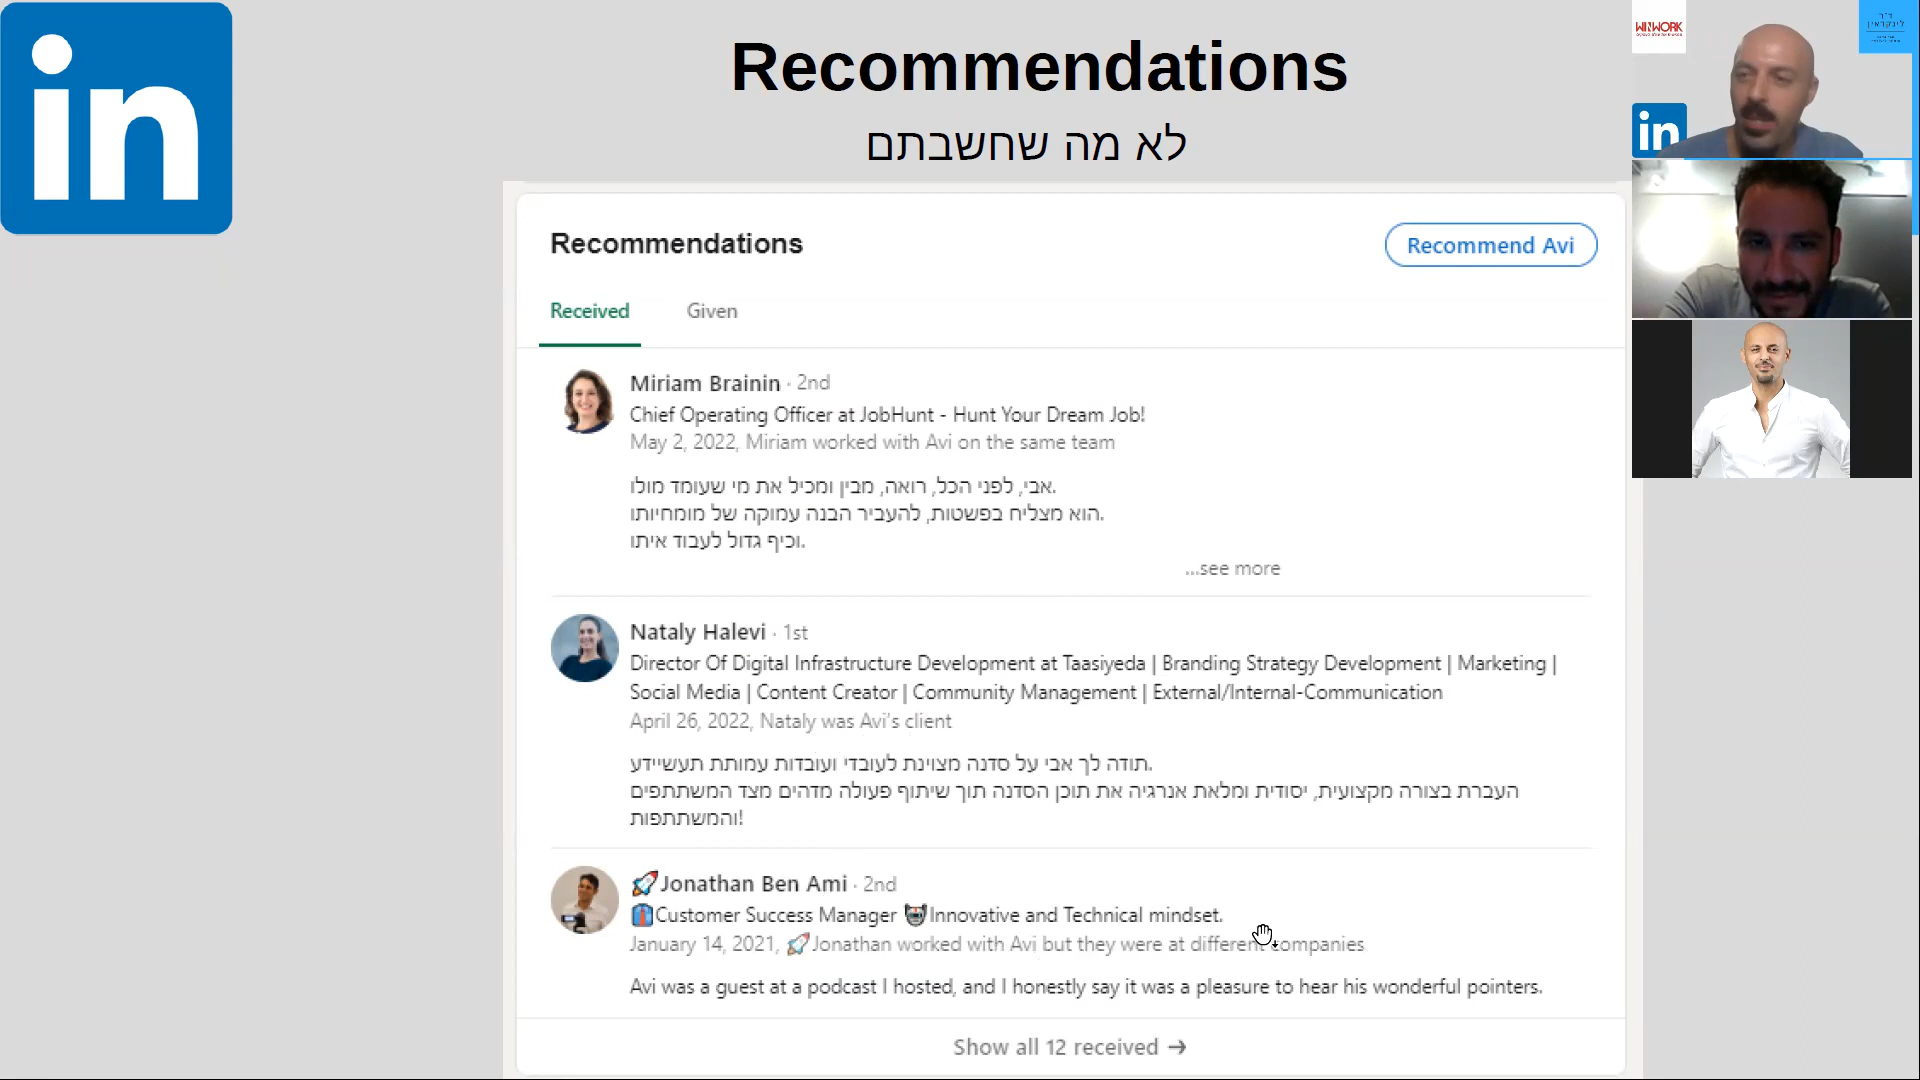 in
Recommendations
לא מה שחשבתם
Recommendations
Recommend Avi
Received
Given
Miriam Brainin · 2nd
Chief Operating Officer at JobHunt - Hunt Your Dream Job!
May 2, 2022, Miriam worked with Avi on the same team
אבי, לפני הכל, רואה, מבין ומכיל את מי שעומד מולו.
הוא מצליח בפשטות, להעביר הבנה עמוקה של מומחיותו.
וכיף גדול לעבוד איתו.
...see more
Nataly Halevi · 1st
Director Of Digital Infrastructure Development at Taasiyeda | Branding Strategy Development | Marketing |
Social Media | Content Creator | Community Management | External/Internal-Communication
April 26, 2022, Nataly was Avi's client
תודה לך אבי על סדנה מצוינת לעובדי ועובדות עמותת תעשיידע.
העברת בצורה מקצועית, יסודית ומלאת אנרגיה את תוכן הסדנה תוך שיתוף פעולה מדהים מצד המשתתפים
והמשתתפות!
🚀Jonathan Ben Ami · 2nd
👔Customer Success Manager 🤖Innovative and Technical mindset.
January 14, 2021, 🚀Jonathan worked with Avi but they were at different companies
Avi was a guest at a podcast I hosted, and I honestly say it was a pleasure to hear his wonderful pointers.
Show all 12 received →
WINWORK
ד"ר
לינקדאין
in